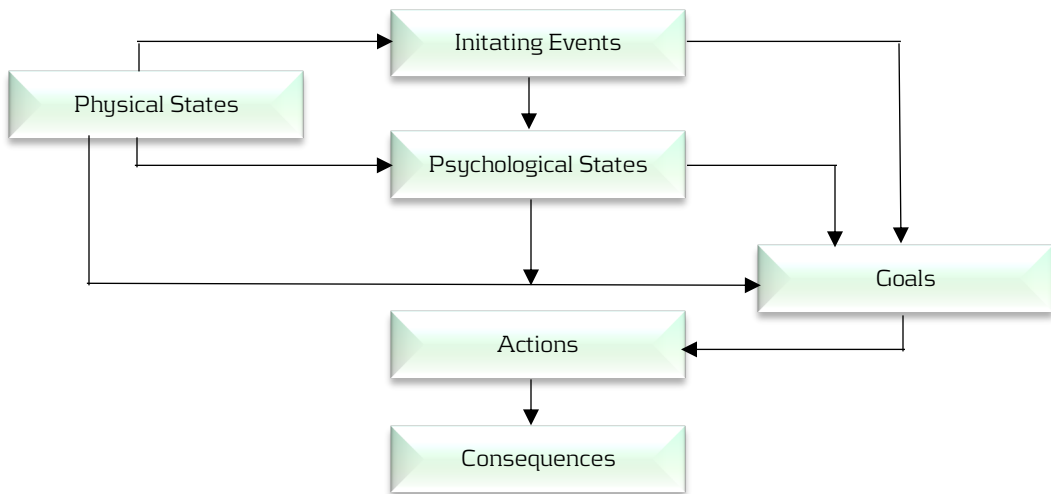 Initating Events
Physical States
Psychological States
Goals
Actions
Consequences